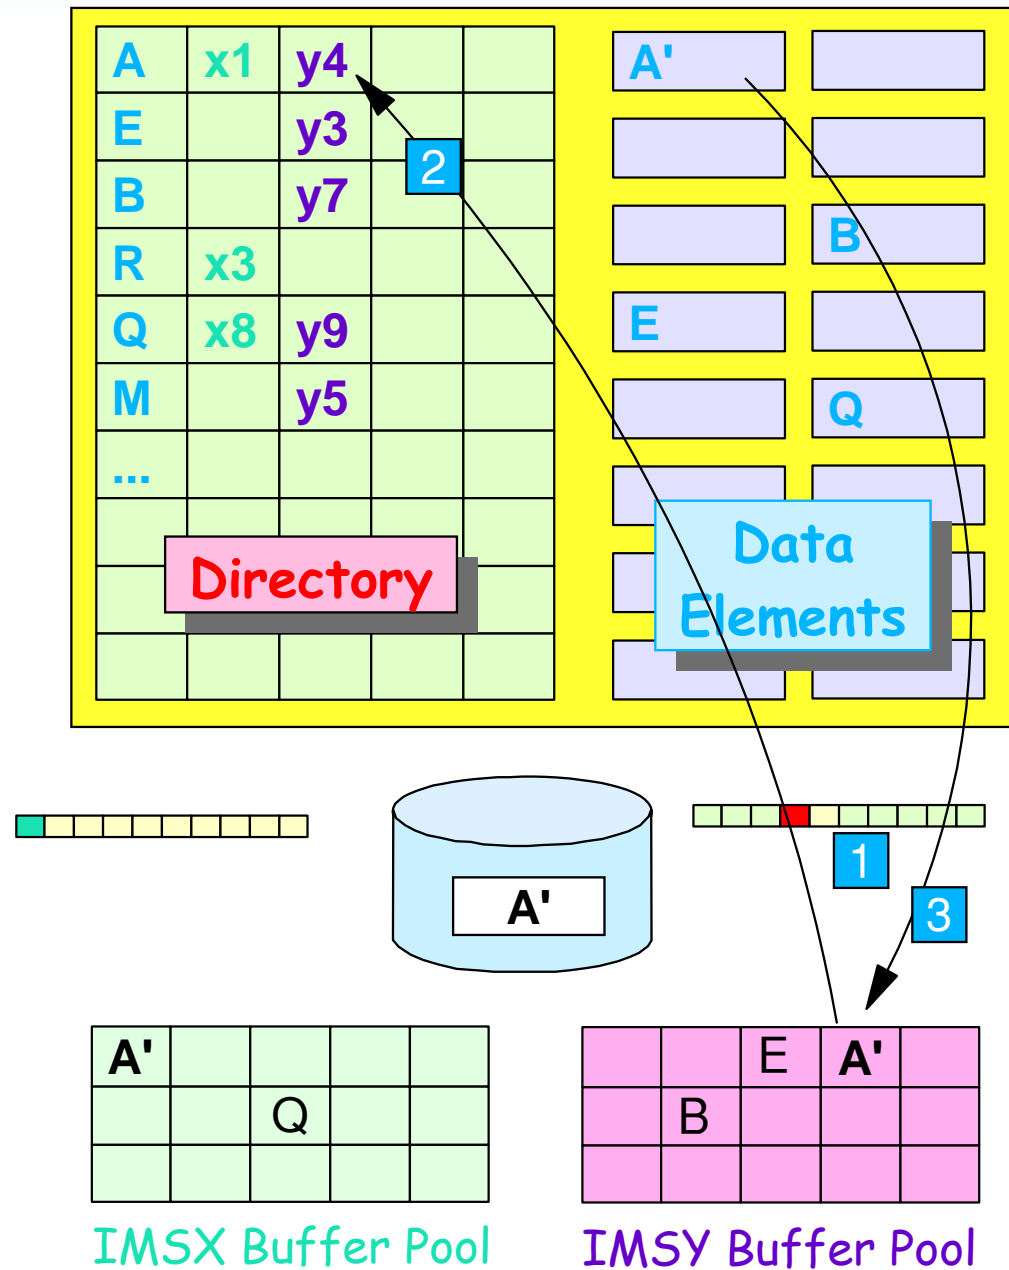 A x1 y4
E y3
B y7
R x3
Q x8 y9
M y5
...
Directory
2
A'
B
E
Q
Data
Elements
1
3
A'
A'
Q
IMSX Buffer Pool
E A'
B
IMSY Buffer Pool